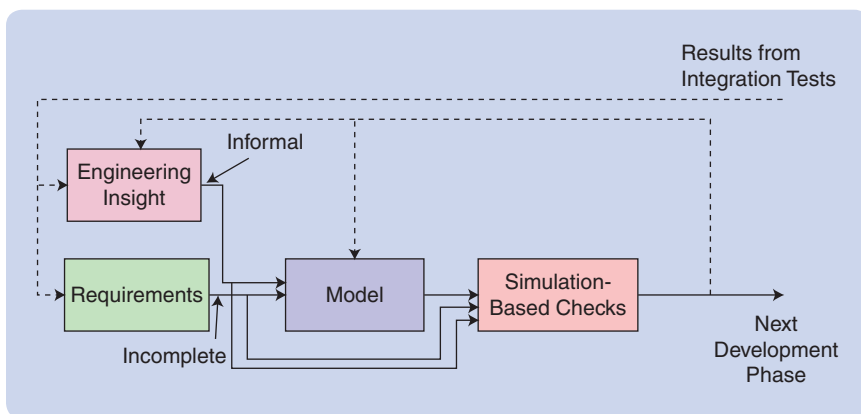 Results from
Integration Tests
Informal
Engineering
Insight
Requirements
Incomplete
Model
Simulation-
Based Checks
Next
Development
Phase